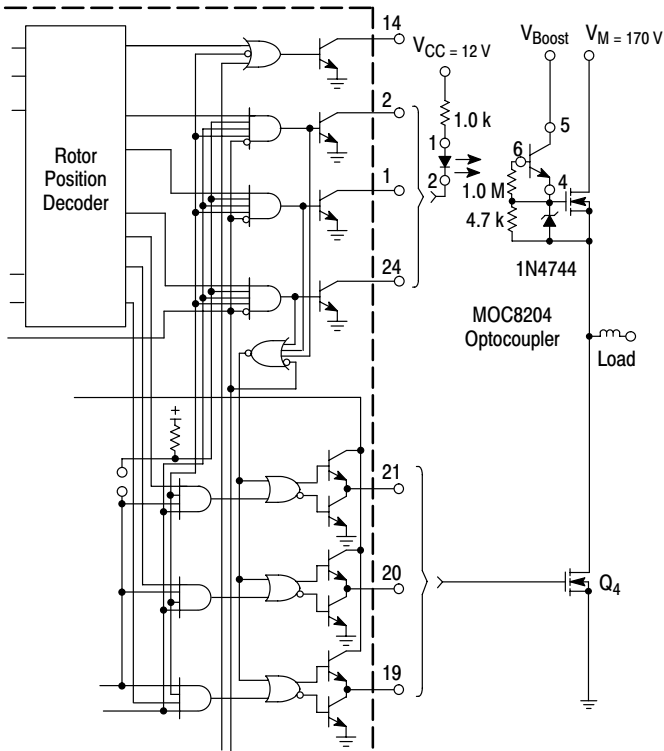 14
V_CC = 12 V
V_Boost
V_M = 170 V
2
1.0 k
1
5
Rotor
Position
Decoder
1
2
6
4
1.0 M
4.7 k
24
1N4744
MOC8204
Optocoupler
Load
+
21
20
Q_4
19